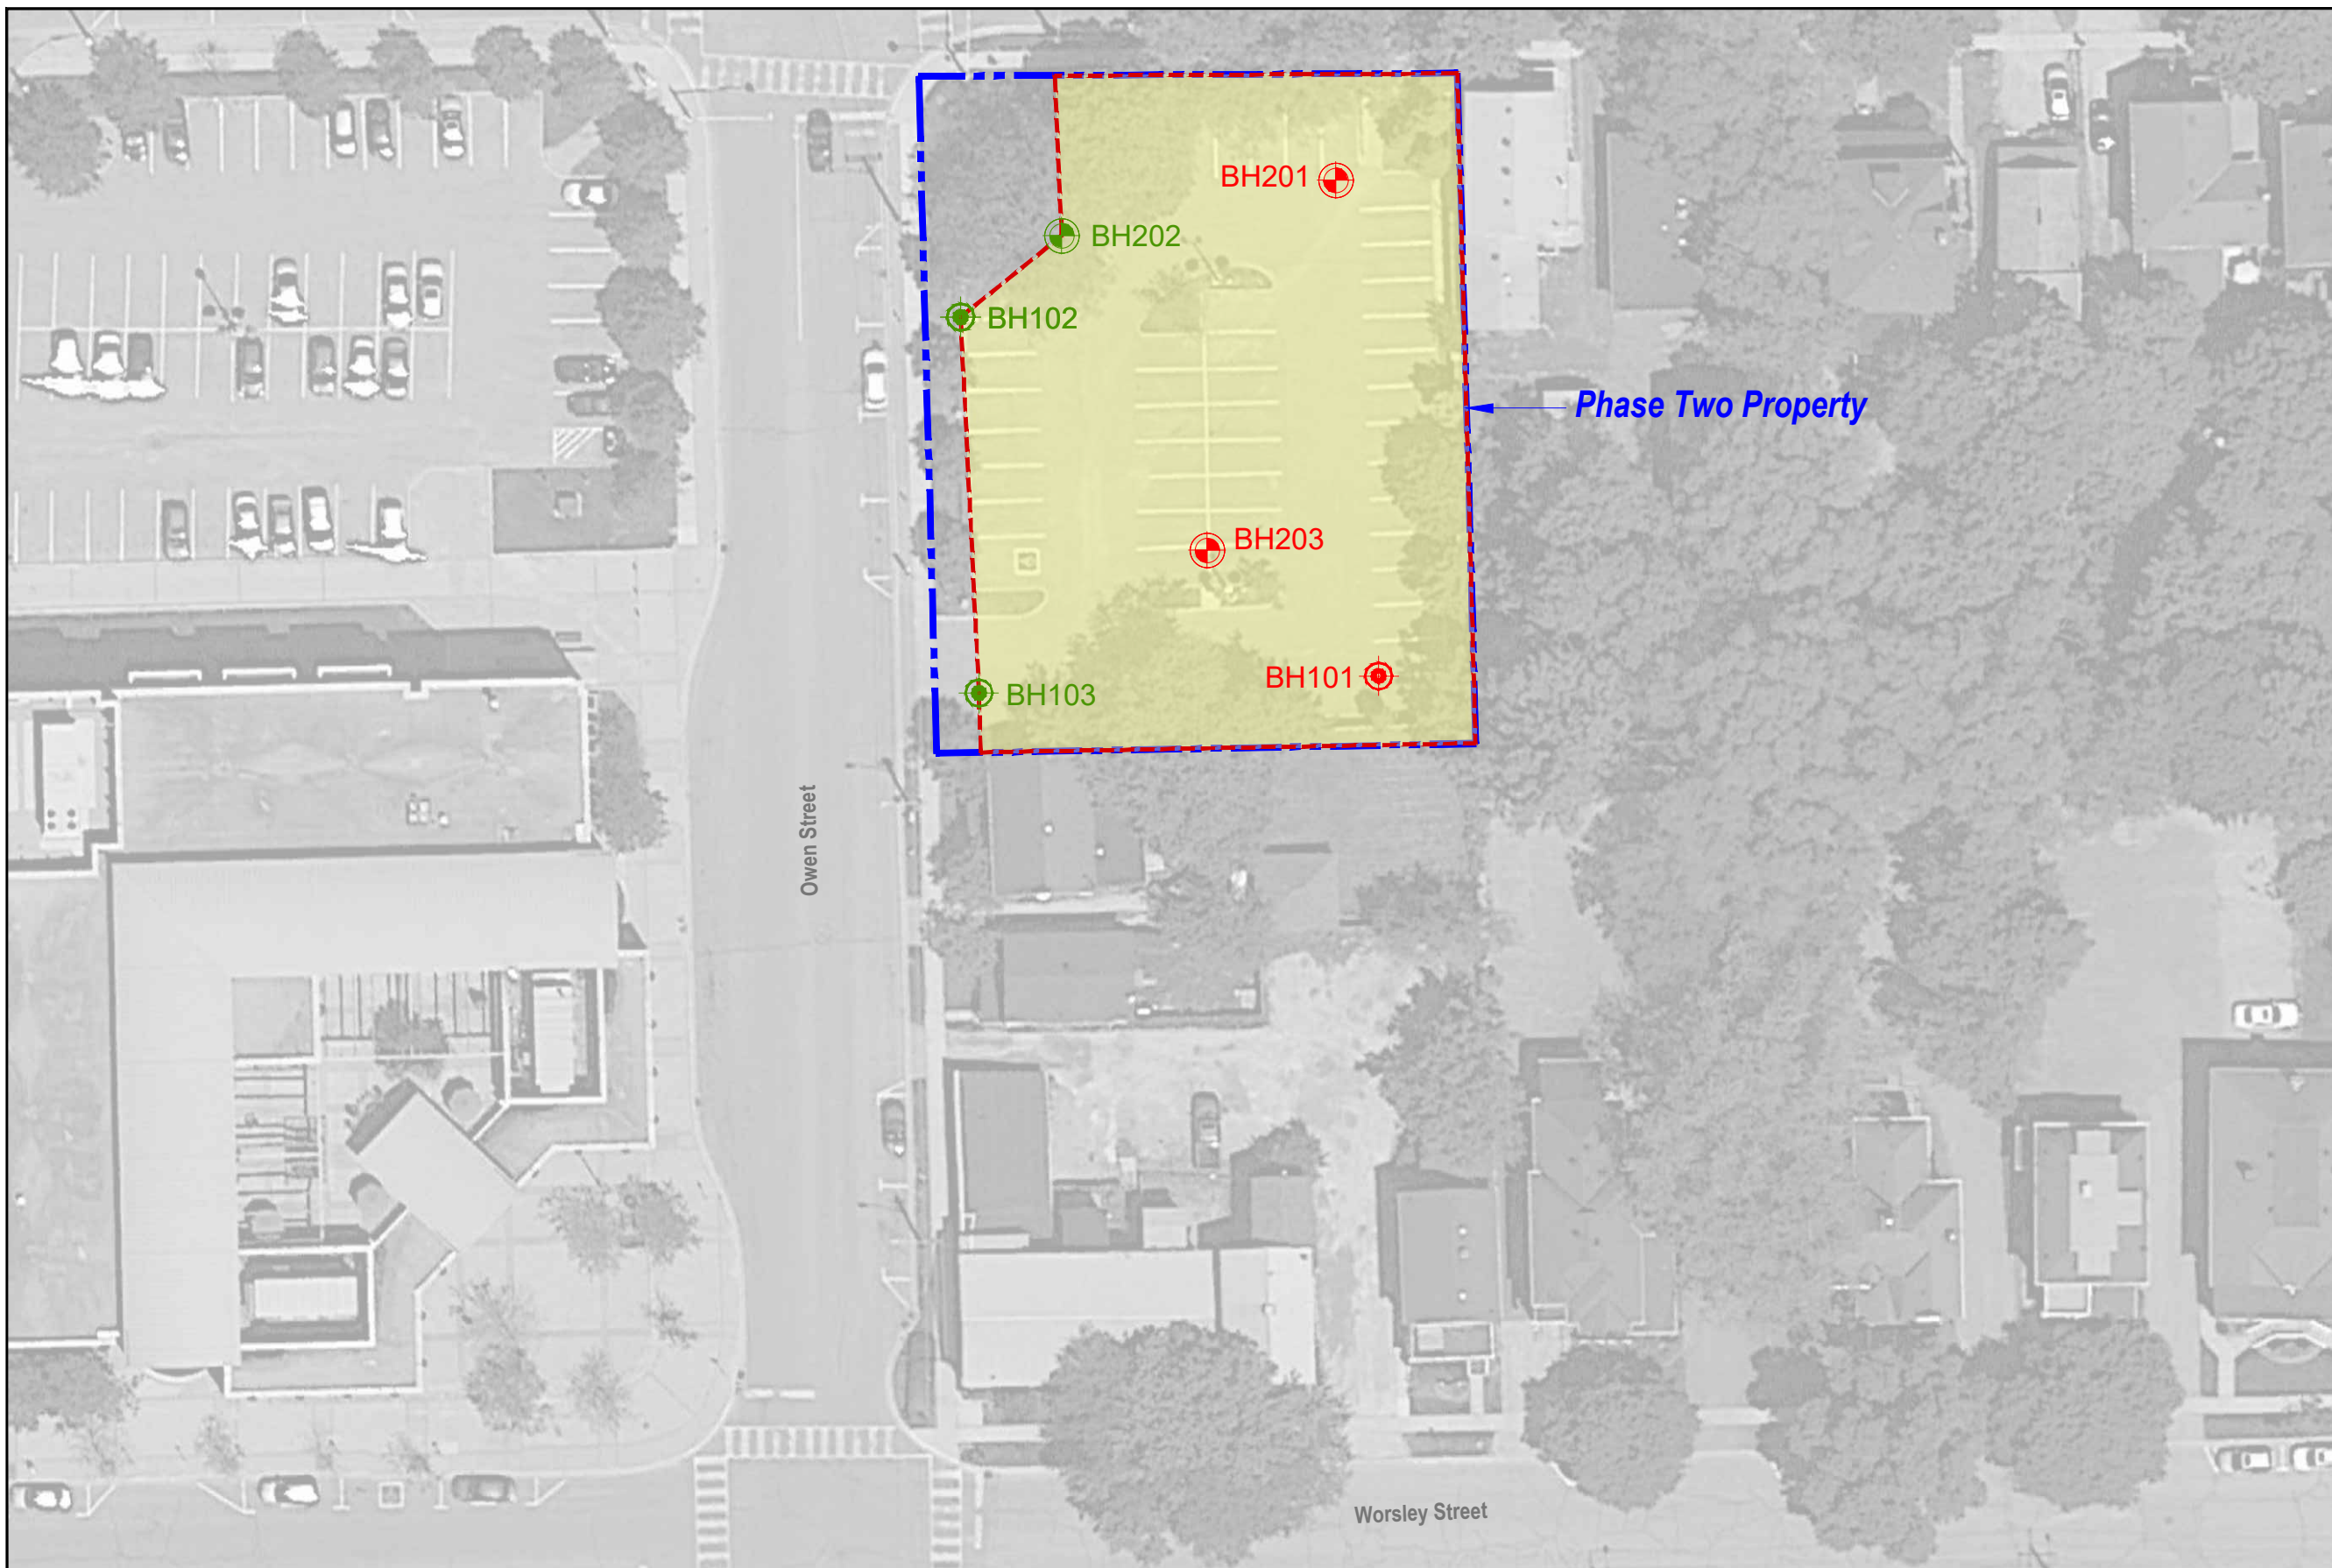 BH201
BH202
BH102
Phase Two Property
BH203
BH101
BH103
Owen Street
Worsley Street